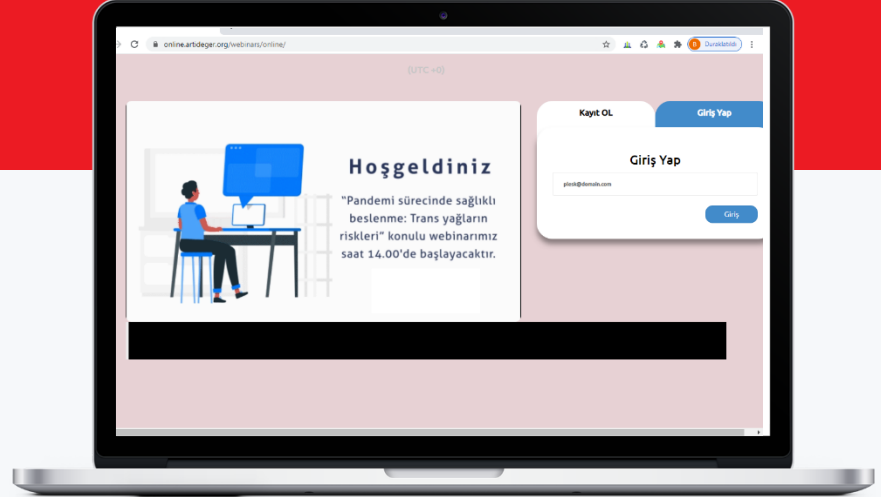 online.artideger.org/webinars/online/
Duraklatıldı
(UTC +0)
Kayıt OL
Giriş Yap
Hoşgeldiniz
"Pandemi sürecinde sağlıklı
beslenme: Trans yağların
riskleri" konulu webinarımız
saat 14.00'de başlayacaktır.
Giriş Yap
plesk@domain.com
Giriş